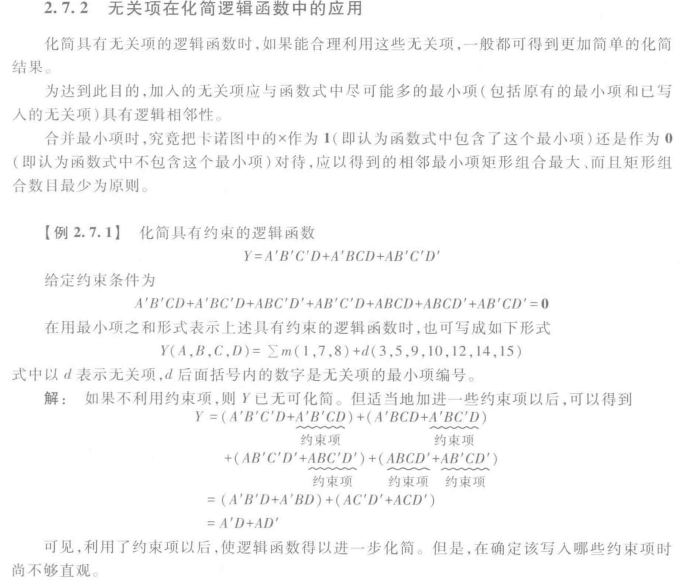 2.7.2 无关项在化简逻辑函数中的应用
化简具有无关项的逻辑函数时,如果能合理利用这些无关项,一般都可得到更加简单的化简
结果。
为达到此目的,加入的无关项应与函数式中尽可能多的最小项(包括原有的最小项和已写
入的无关项)具有逻辑相邻性。
合并最小项时,究竟把卡诺图中的×作为 1(即认为函数式中包含了这个最小项)还是作为 0
(即认为函数式中不包含这个最小项)对待,应以得到的相邻最小项矩形组合最大、而且矩形组
合数目最少为原则。
【例 2.7.1】 化简具有约束的逻辑函数
Y=A'B'C'D+A'BCD+AB'C'D'
给定约束条件为
A'B'CD+A'BC'D+ABC'D'+AB'C'D+ABCD+ABCD'+AB'CD'=0
在用最小项之和形式表示上述具有约束的逻辑函数时,也可写成如下形式
Y(A,B,C,D)=∑m(1,7,8)+d(3,5,9,10,12,14,15)
式中以 d 表示无关项,d 后面括号内的数字是无关项的最小项编号。
解: 如果不利用约束项,则 Y 已无可化简。但适当地加进一些约束项以后,可以得到
Y=(A'B'C'D+A'B'CD)+(A'BCD+A'BC'D)
约束项 约束项
+(AB'C'D'+ABC'D')+(ABCD'+AB'CD')
约束项 约束项 约束项
=(A'B'D+A'BD)+(AC'D'+ACD')
=A'D+AD'
可见,利用了约束项以后,使逻辑函数得以进一步化简。但是,在确定该写入哪些约束项时
尚不够直观。